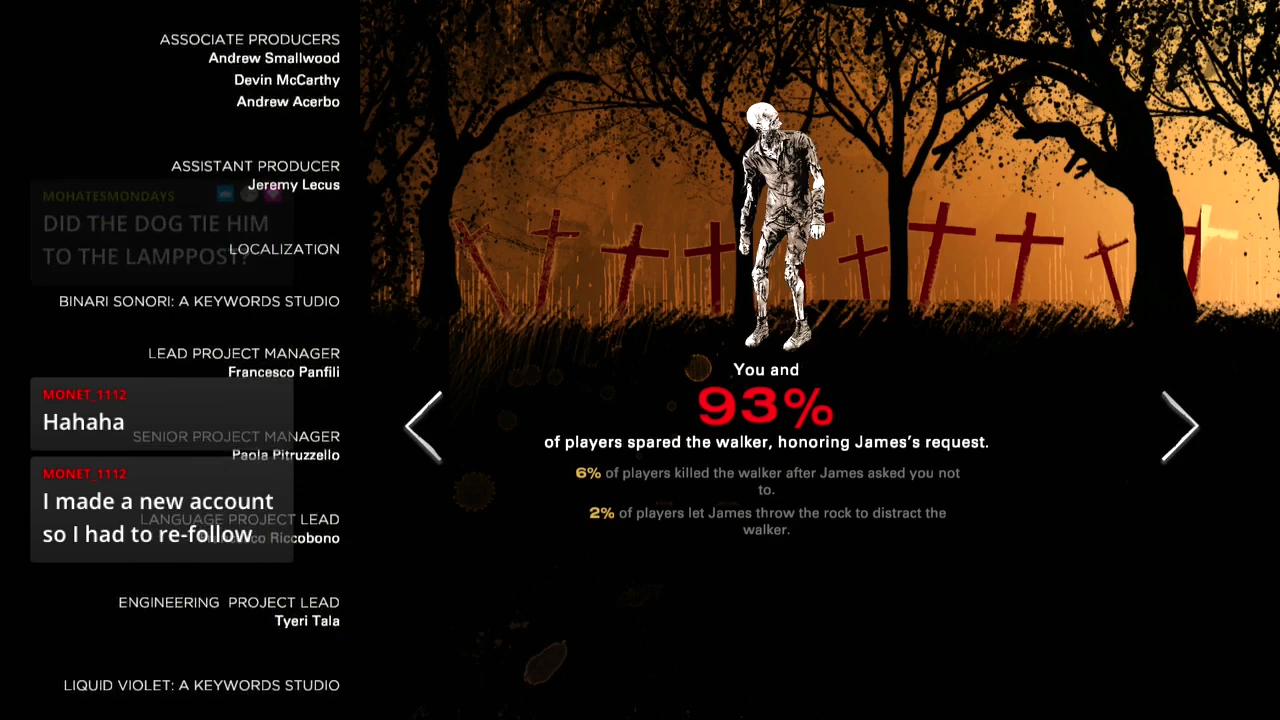 ASSOCIATE PRODUCERS
Andrew Smallwood
Devin McCarthy
Andrew Acerbo
ASSISTANT PRODUCER
Jeremy Lecus
MOHATESMONDAYS
DID THE DOG TIE HIM
TO THE LAMPPOST?
LOCALIZATION
BINARI SONORI: A KEYWORDS STUDIO
LEAD PROJECT MANAGER
Francesco Panfili
MONET_1112
Hahaha
SENIOR PROJECT MANAGER
Paola Pitruzzello
MONET_1112
I made a new account
so I had to re-follow
LANGUAGE PROJECT LEAD
Riccobono
ENGINEERING PROJECT LEAD
Tyeri Tala
LIQUID VIOLET: A KEYWORDS STUDIO
You and
93%
of players spared the walker, honoring James's request.
6% of players killed the walker after James asked you not
to.
2% of players let James throw the rock to distract the
walker.